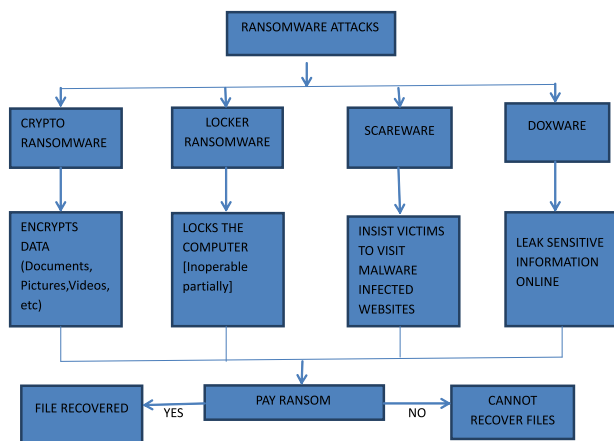 RANSOMWARE ATTACKS
CRYPTO
RANSOMWARE
LOCKER
RANSOMWARE
SCAREWARE
DOXWARE
ENCRYPTS
DATA
(Documents,
Pictures,Videos,
etc)
LOCKS THE
COMPUTER
[Inoperable
partially]
INSIST VICTIMS
TO VISIT
MALWARE
INFECTED
WEBSITES
LEAK SENSITIVE
INFORMATION
ONLINE
FILE RECOVERED
YES
PAY RANSOM
NO
CANNOT
RECOVER FILES